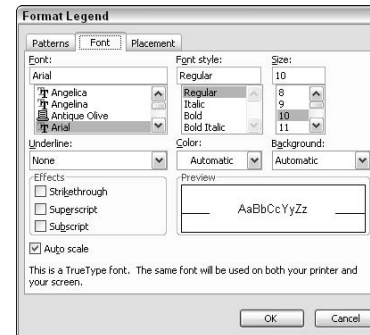 Format Legend
Patterns Font Placement
Font: Font style: Size:
Arial Regular 10
Angelica Regular 8
Angelina Italic 9
Antique Olive Bold 10
Arial Bold Italic 11
Underline: Color: Background:
None Automatic Automatic
Effects Preview
Strikethrough
Superscript AaBbCcYyZz
Subscript
Auto scale
This is a TrueType font. The same font will be used on both your printer and
your screen.
OK Cancel